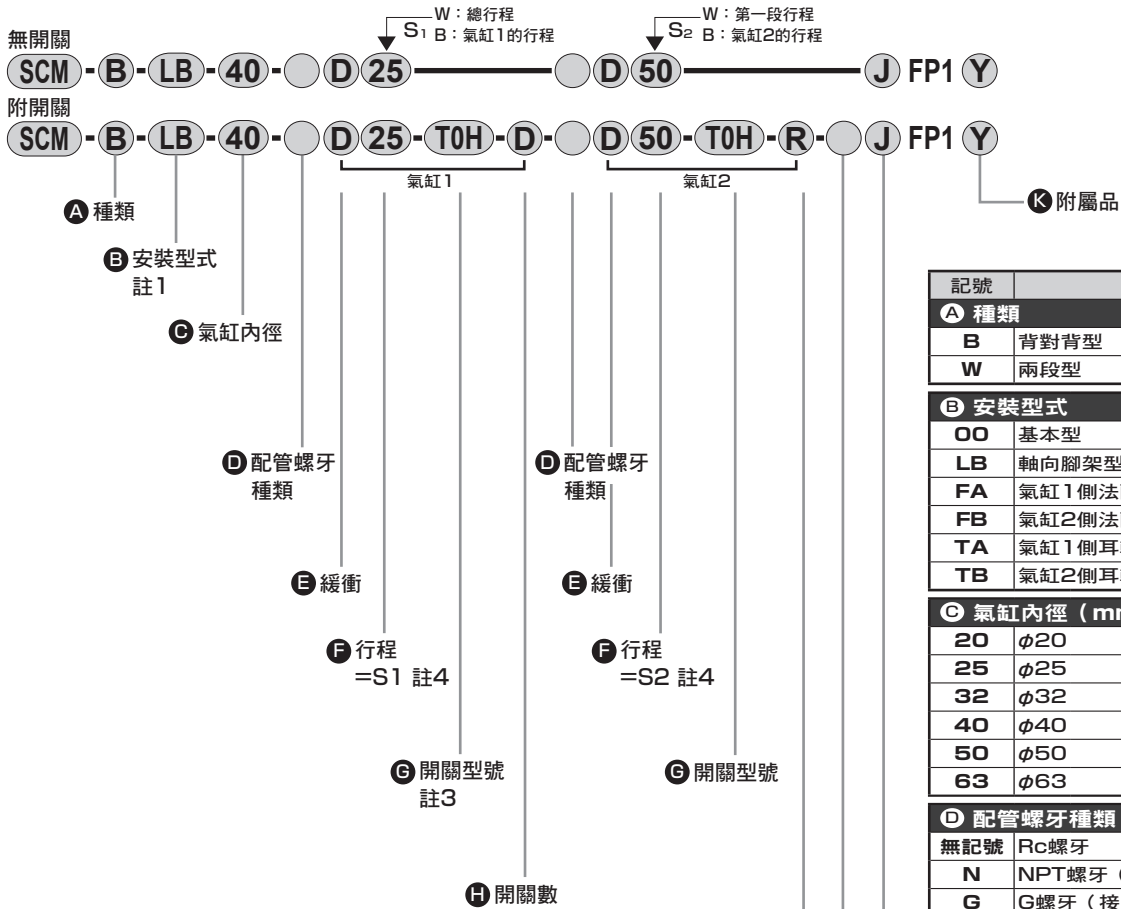 W：總行程
S1 B：氣缸1的行程
W：第一段行程
S2 B：氣缸2的行程
無開關
SCM-B-LB-40-D25 D50 J FP1 Y
附開關
SCM-B-LB-40-D25-T0H-D-D50-T0H-R-J FP1 Y
氣缸1
氣缸2
A 種類
K 附屬品
B 安裝型式
註1
C 氣缸內徑
D 配管螺牙
種類
D 配管螺牙
種類
E 緩衝
E 緩衝
F 行程
=S1 註4
F 行程
=S2 註4
G 開關型號
註3
G 開關型號
H 開關數
記號
A 種類
B 背對背型
W 兩段型
B 安裝型式
00 基本型
LB 軸向腳架型
FA 氣缸1側法
FB 氣缸2側法
TA 氣缸1側耳
TB 氣缸2側耳
C 氣缸內徑（mm
20 φ20
25 φ25
32 φ32
40 φ40
50 φ50
63 φ63
D 配管螺牙種類
無記號 Rc螺牙
N NPT螺牙（
G G螺牙（接